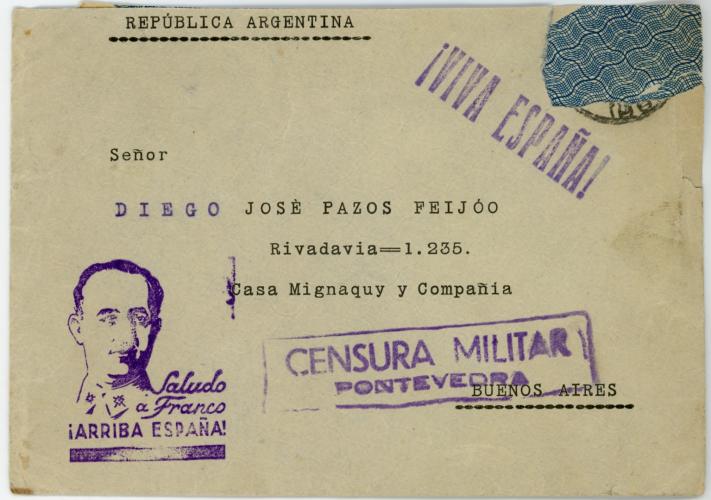 REPÚBLICA ARGENTINA
¡VIVA ESPAÑA!
Señor
DIEGO JOSÈ PAZOS FEIJÓO
Rivadavia=1.235.
Casa Mignaquy y Compañia
CENSURA MILITAR
PONTEVEDRA
BUENOS AIRES
Saludo
a Franco
¡ARRIBA ESPAÑA!